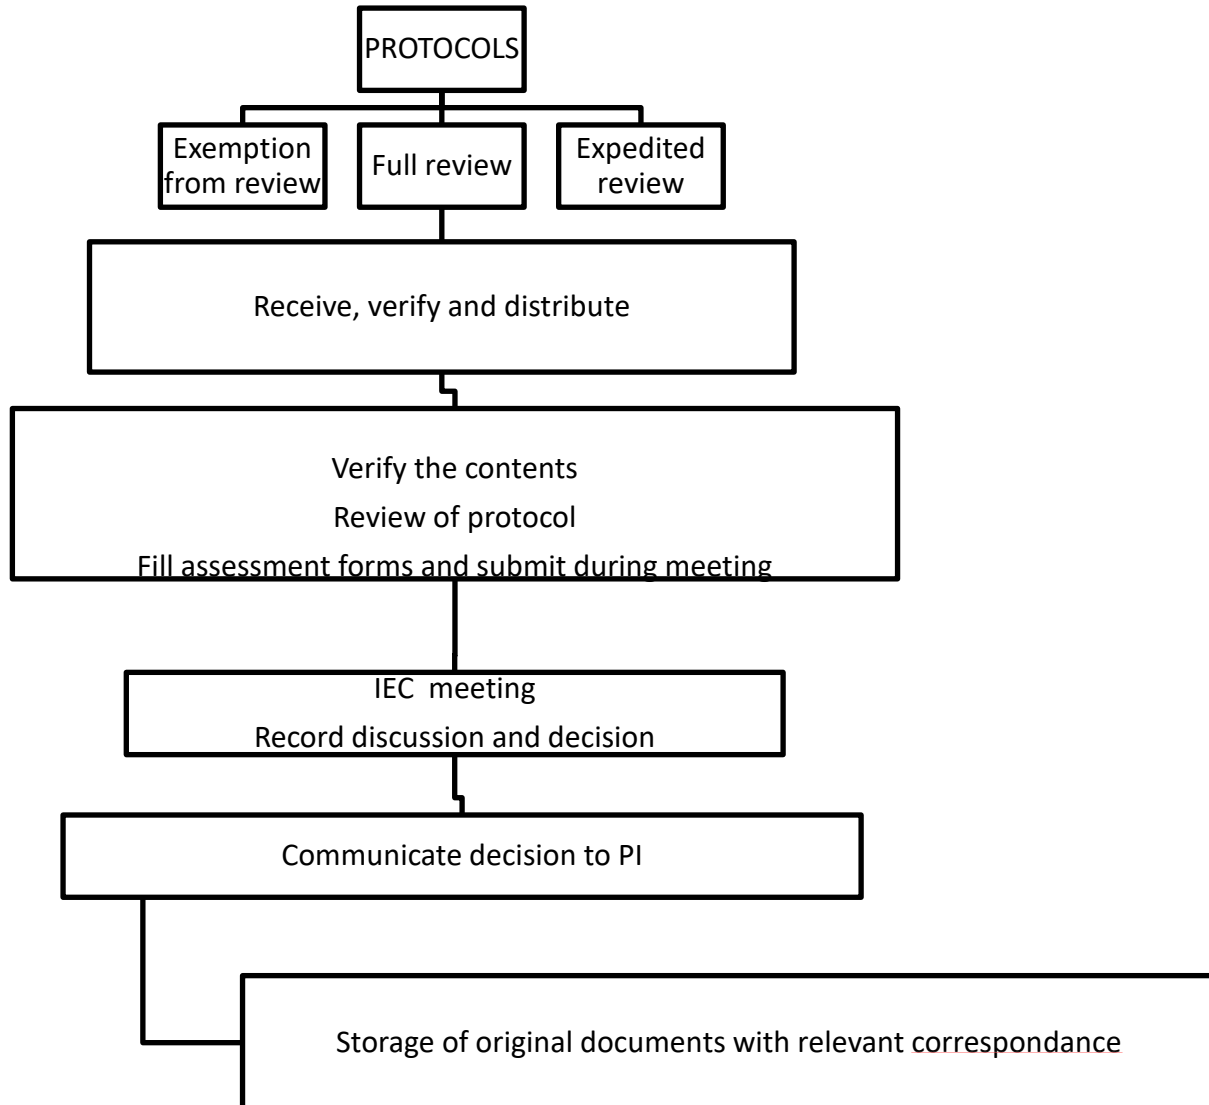 PROTOCOLS
Exemption
from review
Full review
Expedited
review
Receive, verify and distribute
Verify the contents
Review of protocol
Fill assessment forms and submit during meeting
IEC  meeting
Record discussion and decision
Communicate decision to PI
Storage of original documents with relevant correspondance